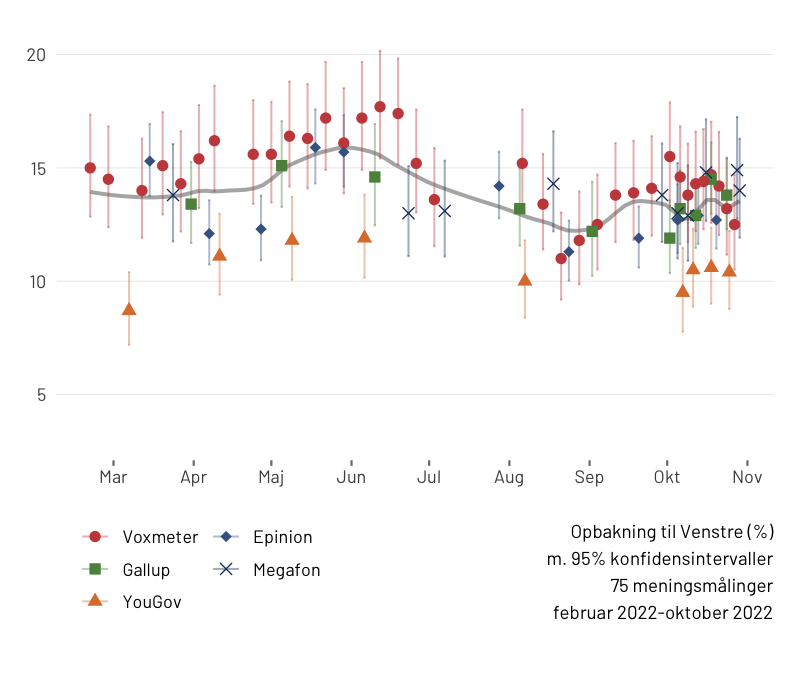 20
15
10
5
Mar Apr Maj Jun Jul Aug Sep Okt Nov
Voxmeter Epinion
Gallup Megafon
YouGov
Opbakning til Venstre (%)
m. 95% konfidensintervaller
75 meningsmålinger
februar 2022-oktober 2022